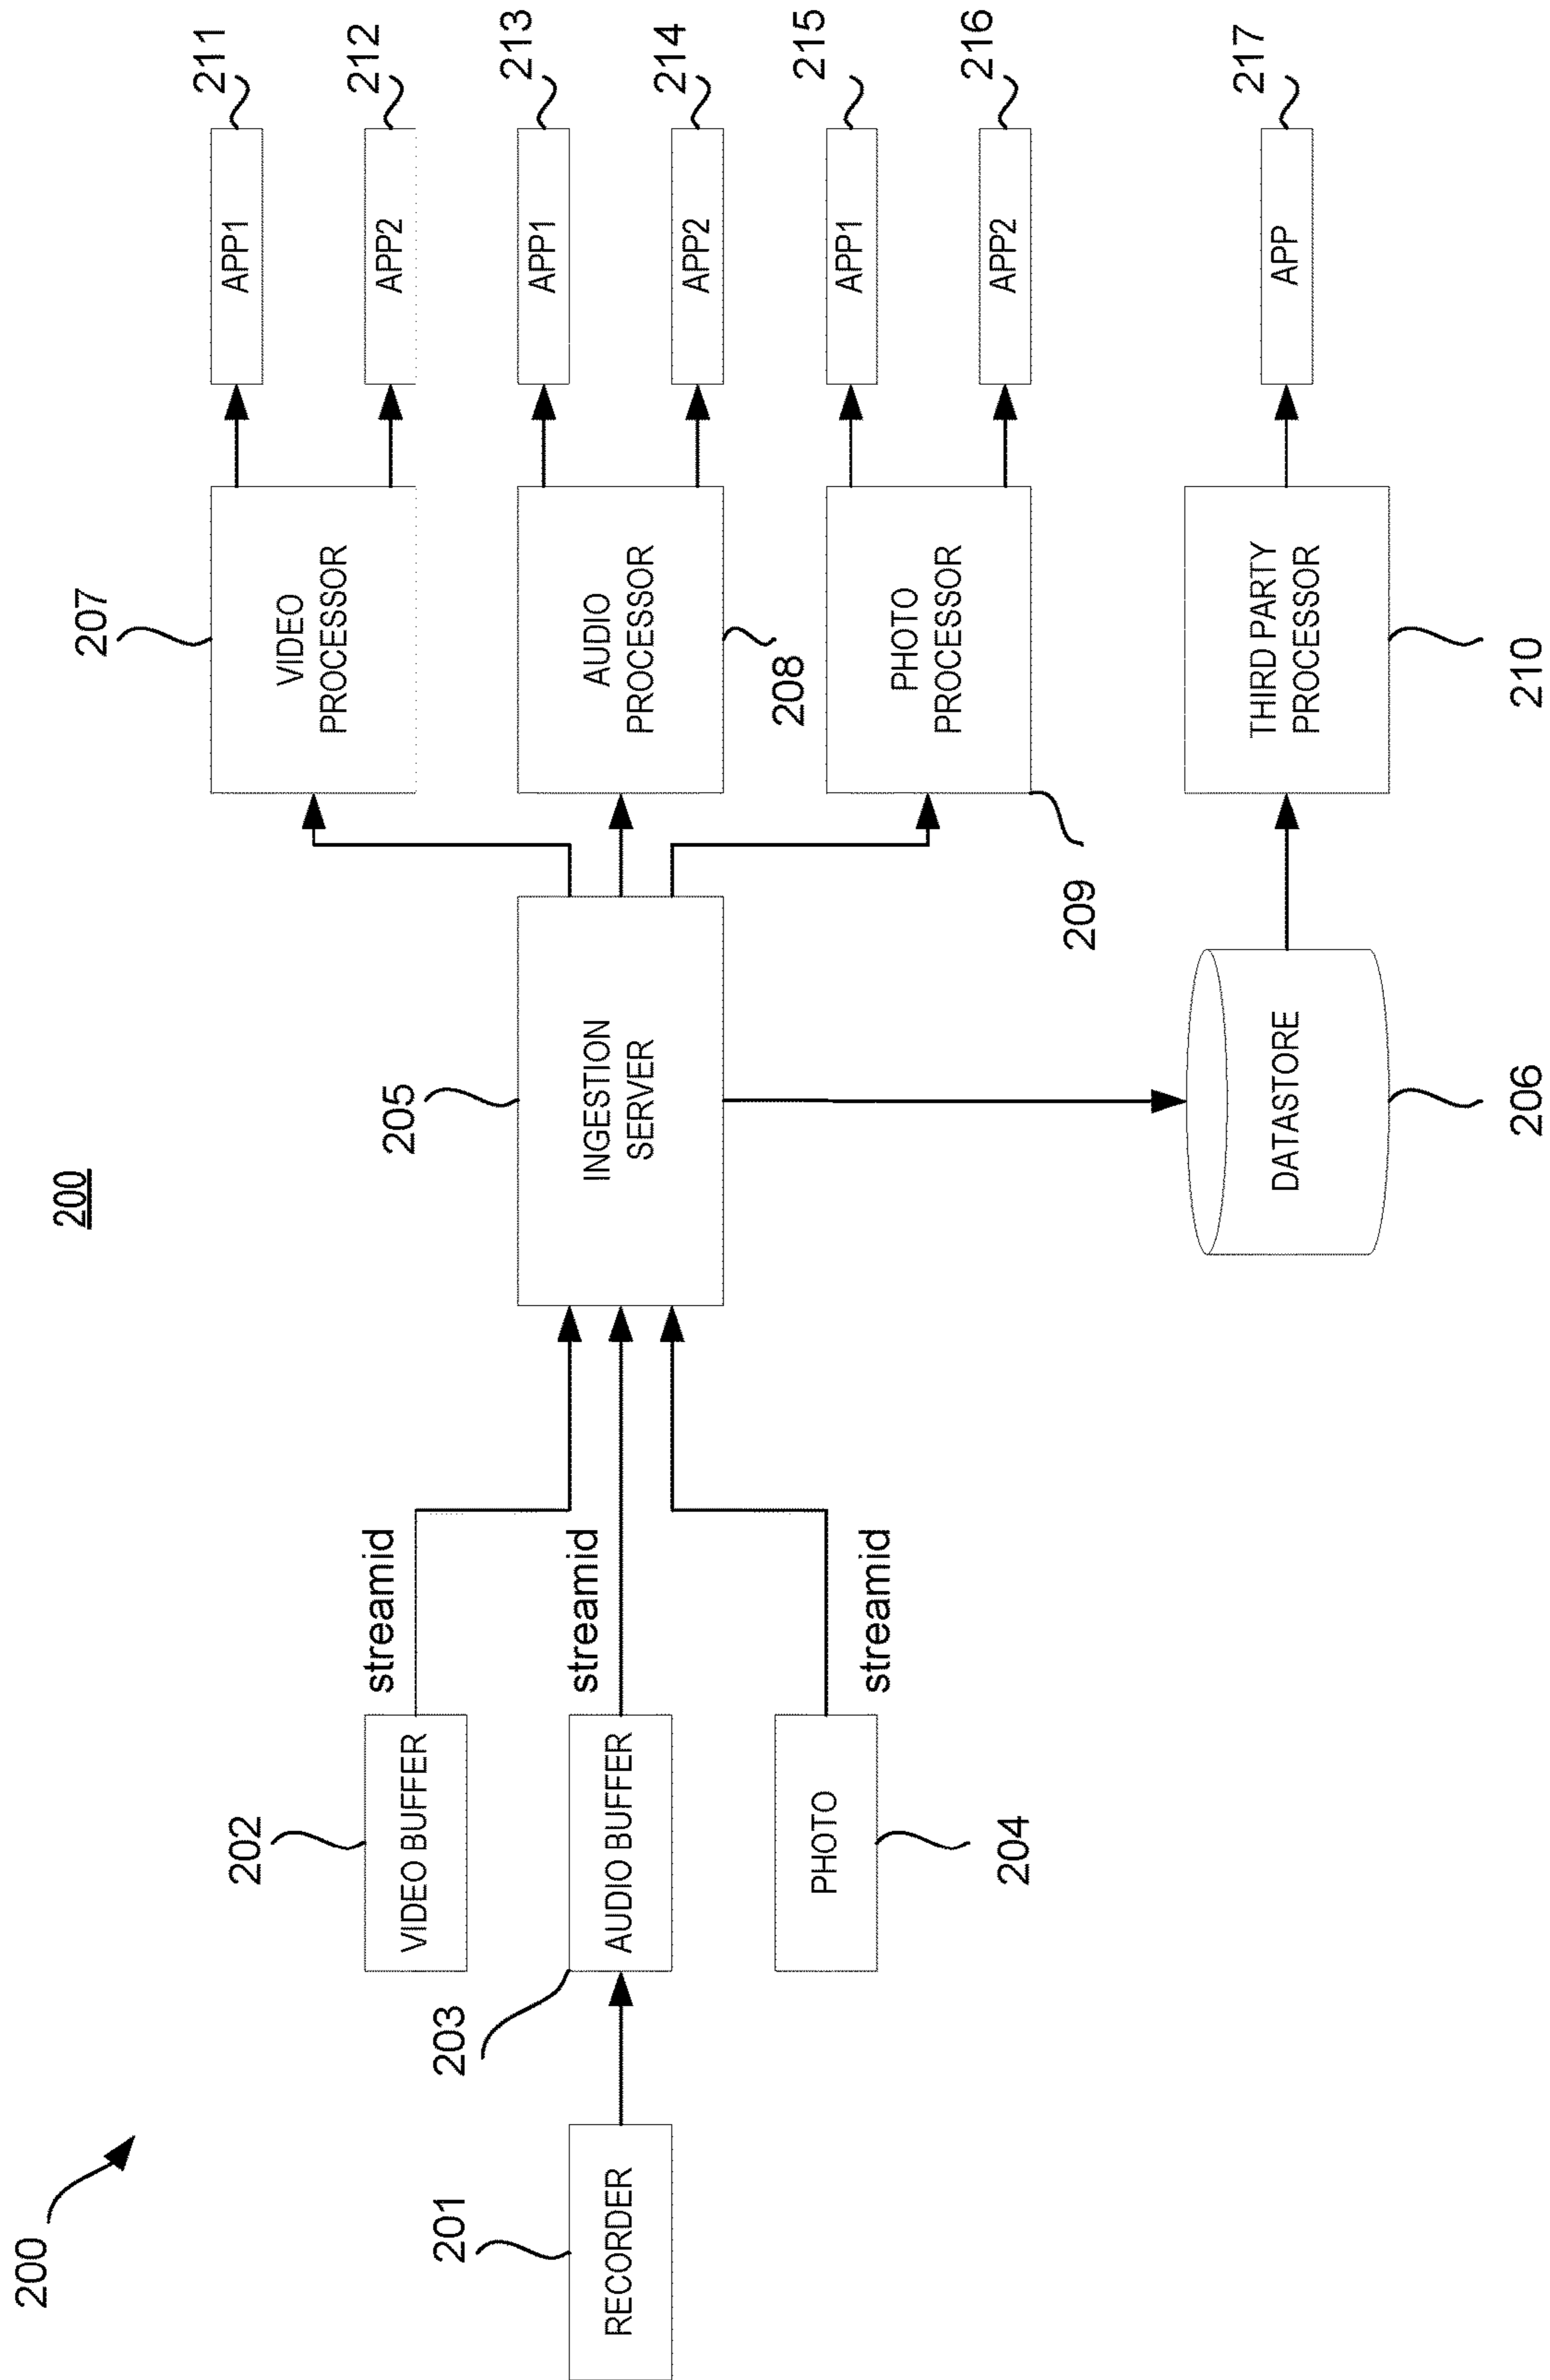 200
200
201
RECORDER
202
VIDEO BUFFER
streamid
203
AUDIO BUFFER
streamid
PHOTO
204
streamid
205
INGESTION
SERVER
DATASTORE
206
207
VIDEO
PROCESSOR
AUDIO
PROCESSOR
208
PHOTO
PROCESSOR
209
THIRD PARTY
PROCESSOR
210
APP1
211
APP2
212
APP1
213
APP2
214
APP1
215
APP2
216
APP
217